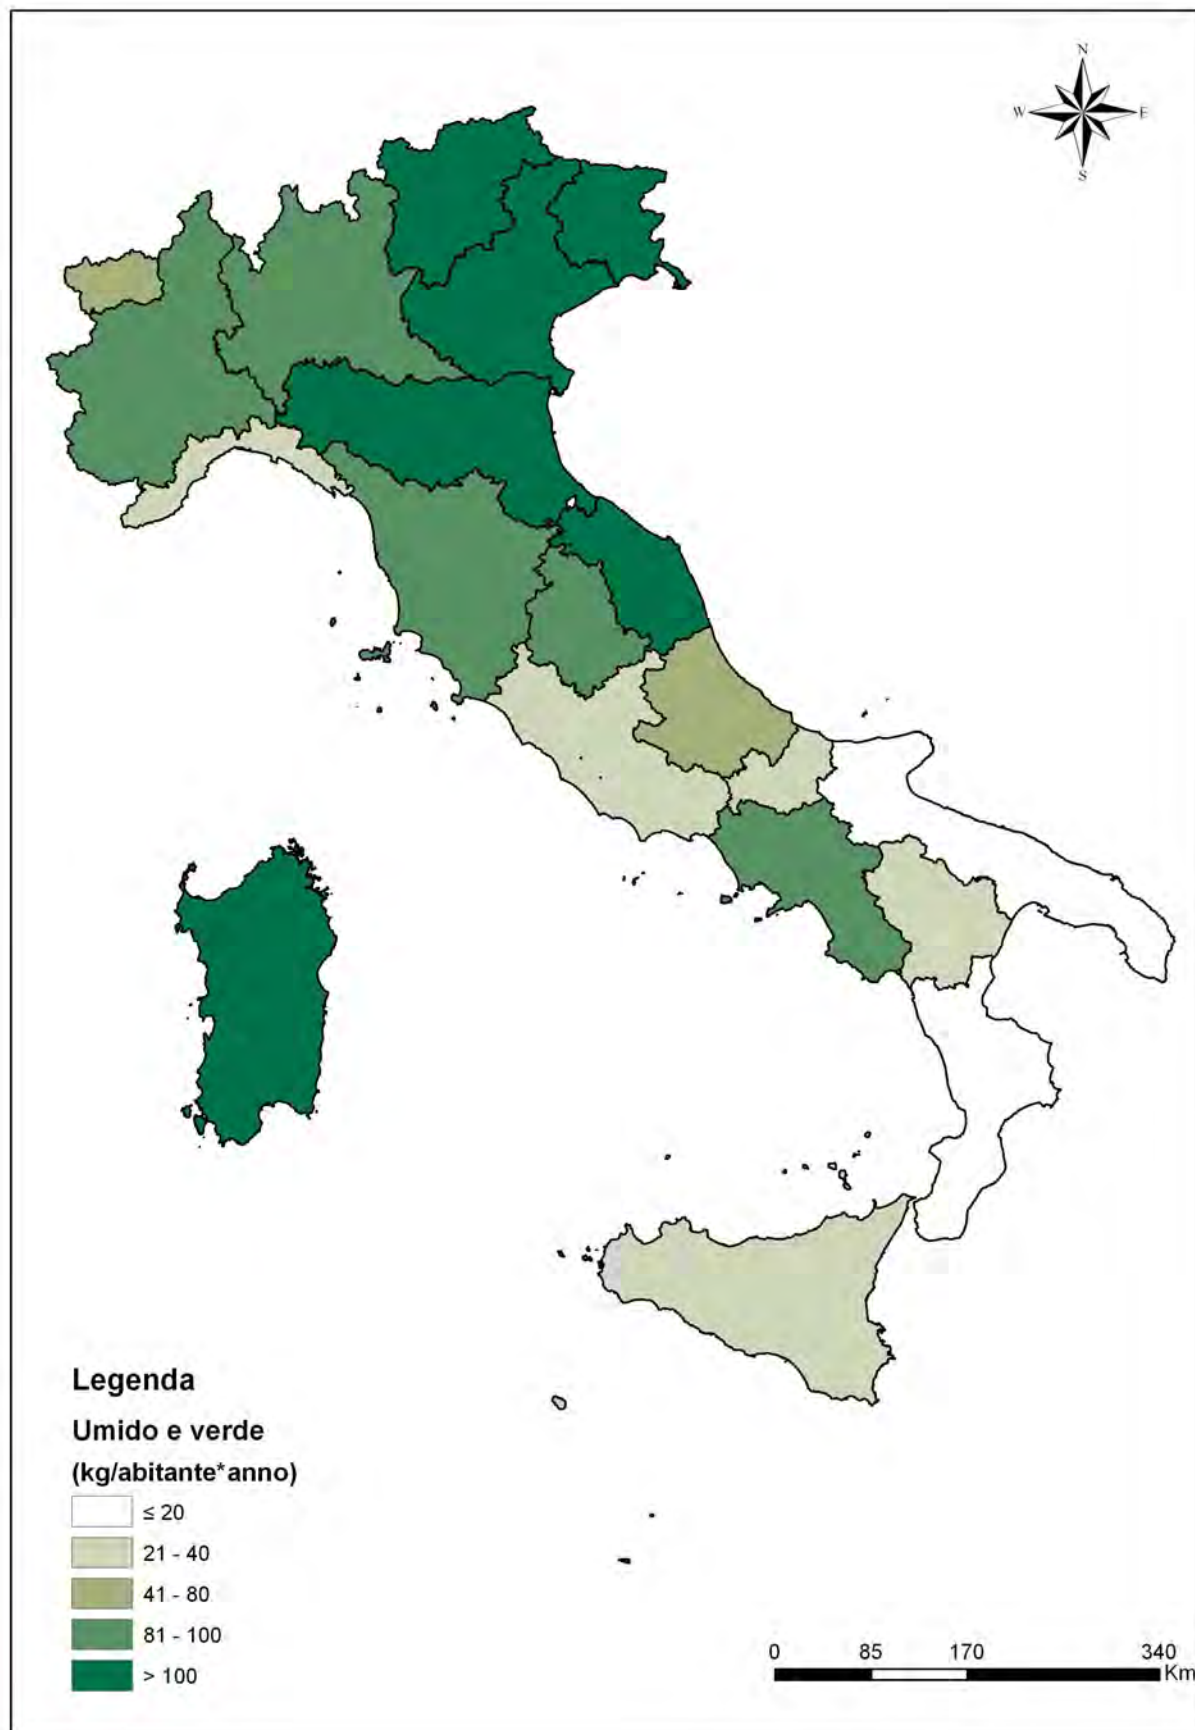 N
W E
S
Legenda
Umido e verde
(kg/abitante*anno)
≤ 20
21 - 40
41 - 80
81 - 100
> 100
0 85 170 340
Km